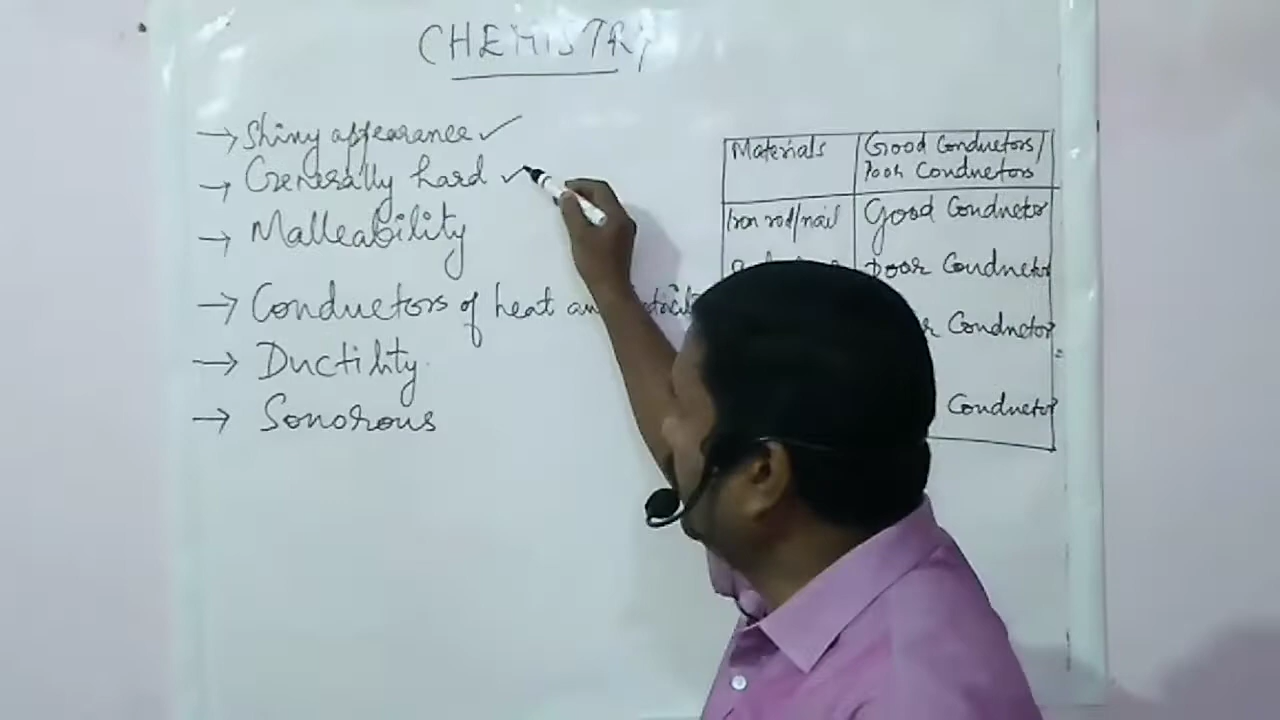 CHEMISTRY
→ Shiny appearance ✓
→ Generally hard ✓
→ Malleability
→ Conductors of heat
→ Ductility
→ Sonorous
Materials Good Conductors/
Poor Conductors
Iron rod/nail Good Conductor
Poor Conductor
Conductor
Conductor